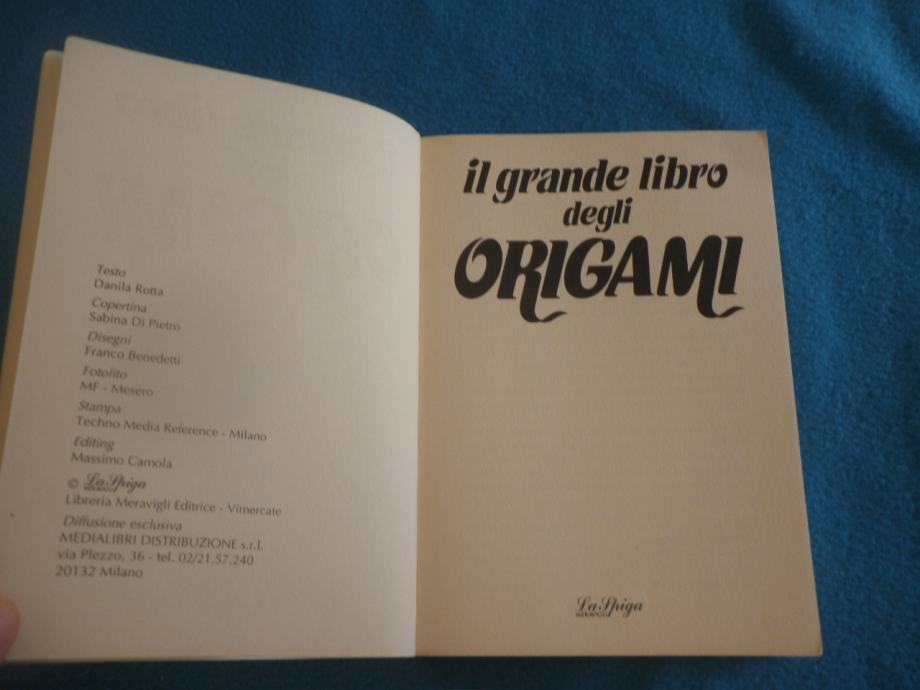 Testo
Danila Rotta
Copertina
Sabina Di Pietro
Disegni
Franco Benedetti
Fotolito
MF - Mesero
Stampa
Techno Media Reference - Milano
Editing
Massimo Camola
© La Spiga
Libreria Meravigli Editrice - Vimercate
Diffusione esclusiva
MEDIALIBRI DISTRIBUZIONE s.r.l.
via Plezzo, 36 - tel. 02/21.57.240
20132 Milano
il grande libro
degli
ORIGAMI
La Spiga
MERAVIGLI